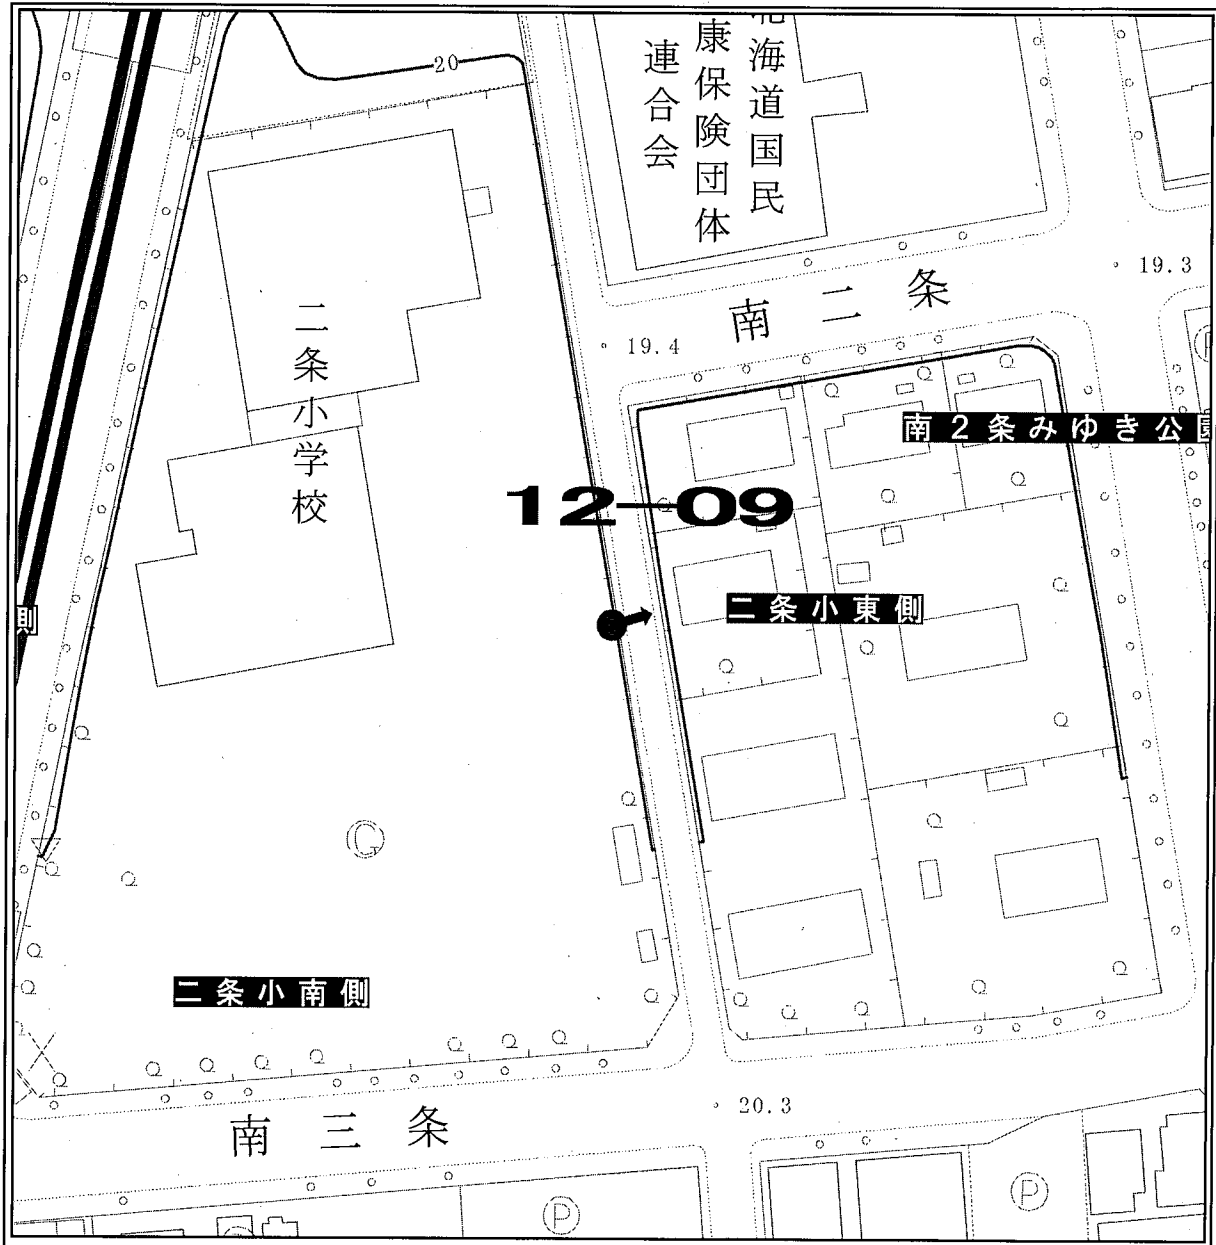 北海道国民
康保険団体
連合会
20
19.3
南二条
19.4
二条小学校
南2条みゆき公園
12-09
二条小東側
側
G
二条小南側
南三条
20.3
P
P